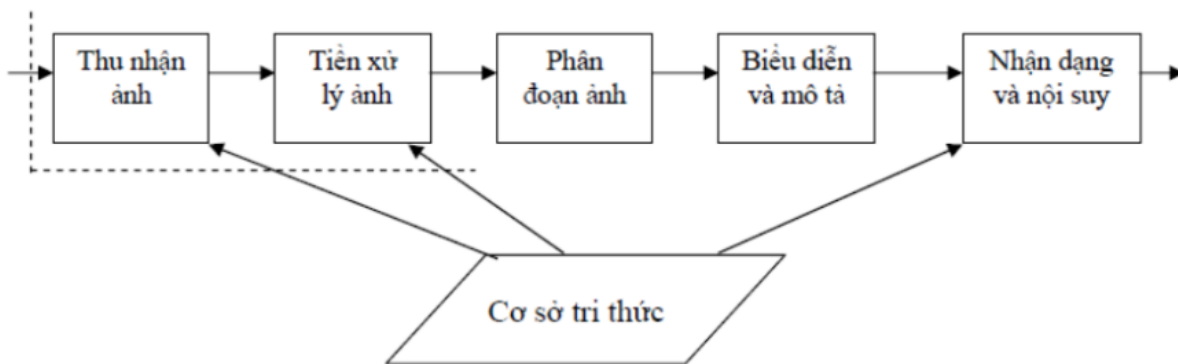 Thu nhận
ảnh
Tiền xử
lý ảnh
Phân
đoạn ảnh
Biểu diễn
và mô tả
Nhận dạng
và nội suy
Cơ sở tri thức